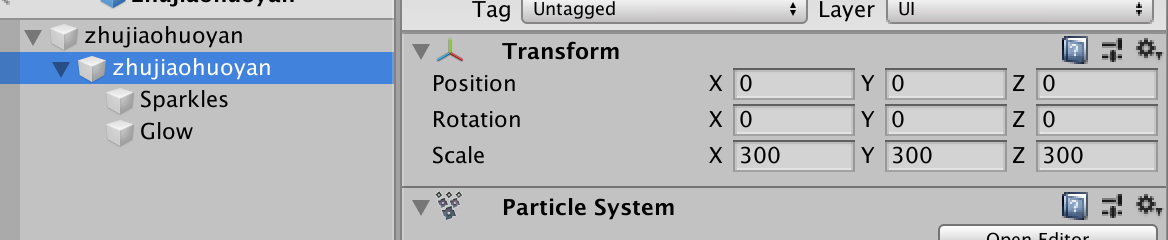 zhujiaohuoyan
zhujiaohuoyan
zhujiaohuoyan
Sparkles
Glow
Tag Untagged Layer UI
Transform
Position X 0 Y 0 Z 0
Rotation X 0 Y 0 Z 0
Scale X 300 Y 300 Z 300
Particle System
Open Editor...